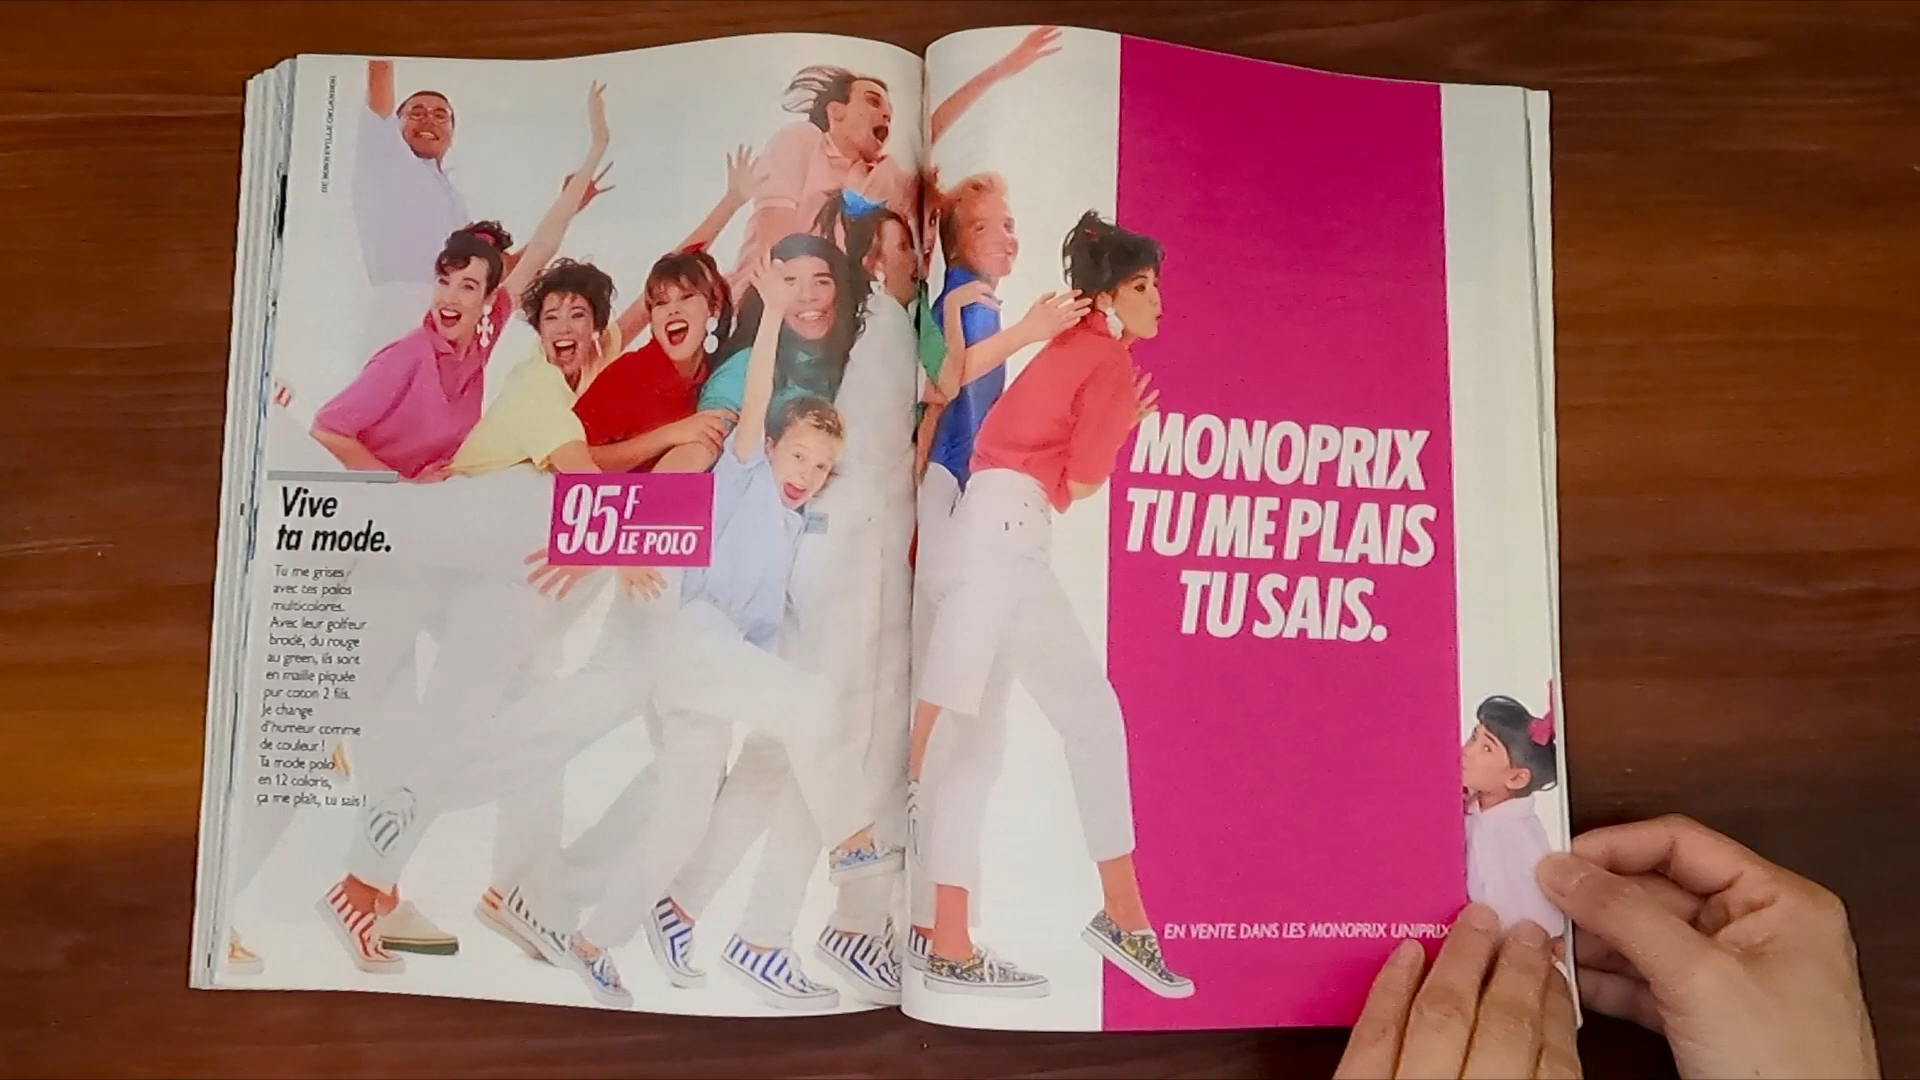 Vive
ta mode.
Tu me grises
avec tes polos
multicolores.
Avec leur golfeur
brodé, du rouge
au green, ils sont
en maille piquée
pur coton 2 fils.
Je change
d'humeur comme
de couleur !
Ta mode polo
en 12 coloris,
ça me plaît, tu sais !
95F
LE POLO
MONOPRIX
TU ME PLAIS
TU SAIS.
EN VENTE DANS LES MONOPRIX UNIPRIX